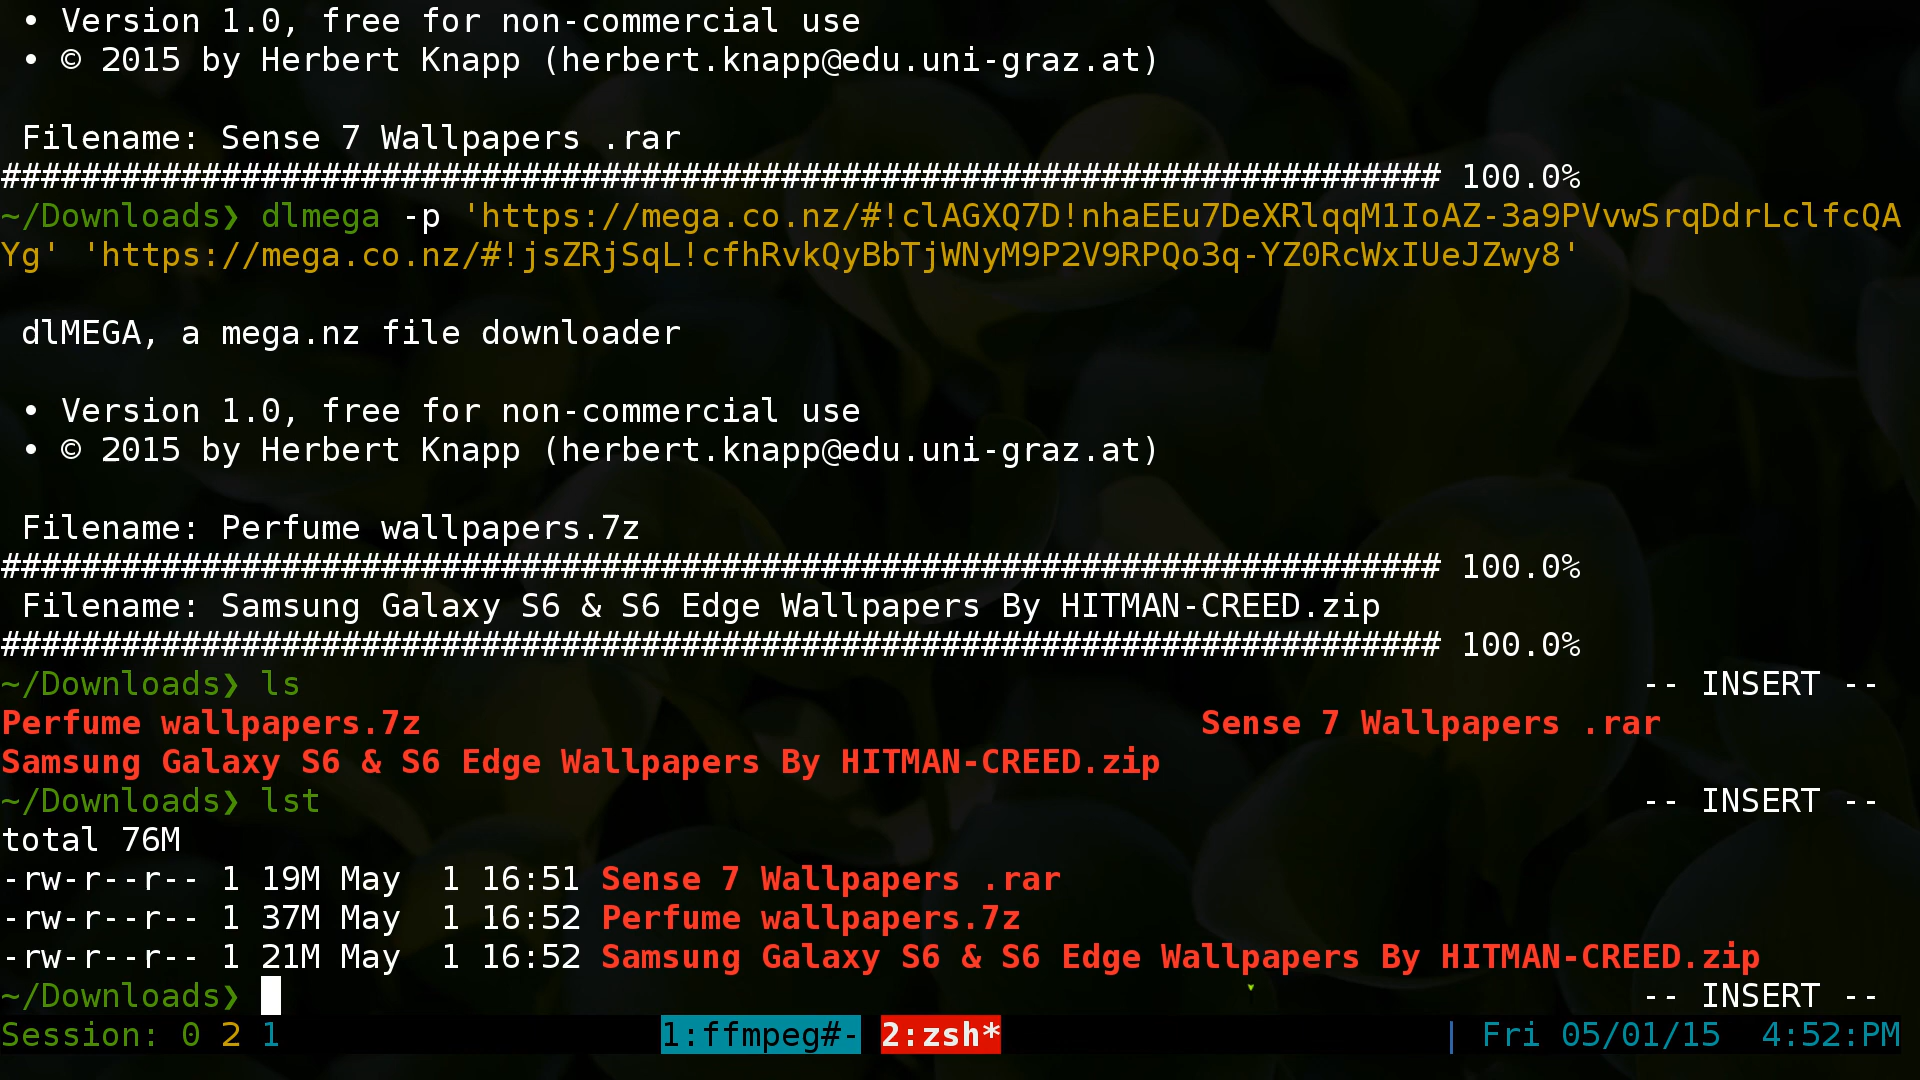 • Version 1.0, free for non-commercial use
• © 2015 by Herbert Knapp (herbert.knapp@edu.uni-graz.at)
Filename: Sense 7 Wallpapers .rar
######################################################################## 100.0%
~/Downloads❯ dlmega -p 'https://mega.co.nz/#!clAGXQ7D!nhaEEu7DeXRlqqM1IoAZ-3a9PVvwSrqDdrLclfcQA
Yg' 'https://mega.co.nz/#!jsZRjSqL!cfhRvkQyBbTjWNyM9P2V9RPQo3q-YZ0RcWxIUeJZwy8'
dlMEGA, a mega.nz file downloader
• Version 1.0, free for non-commercial use
• © 2015 by Herbert Knapp (herbert.knapp@edu.uni-graz.at)
Filename: Perfume wallpapers.7z
######################################################################## 100.0%
Filename: Samsung Galaxy S6 & S6 Edge Wallpapers By HITMAN-CREED.zip
######################################################################## 100.0%
~/Downloads❯ ls -- INSERT --
Perfume wallpapers.7z Sense 7 Wallpapers .rar
Samsung Galaxy S6 & S6 Edge Wallpapers By HITMAN-CREED.zip
~/Downloads❯ lst -- INSERT --
total 76M
-rw-r--r-- 1 19M May  1 16:51 Sense 7 Wallpapers .rar
-rw-r--r-- 1 37M May  1 16:52 Perfume wallpapers.7z
-rw-r--r-- 1 21M May  1 16:52 Samsung Galaxy S6 & S6 Edge Wallpapers By HITMAN-CREED.zip
~/Downloads❯ -- INSERT --
Session: 0 2 1 1:ffmpeg#- 2:zsh* | Fri 05/01/15  4:52:PM